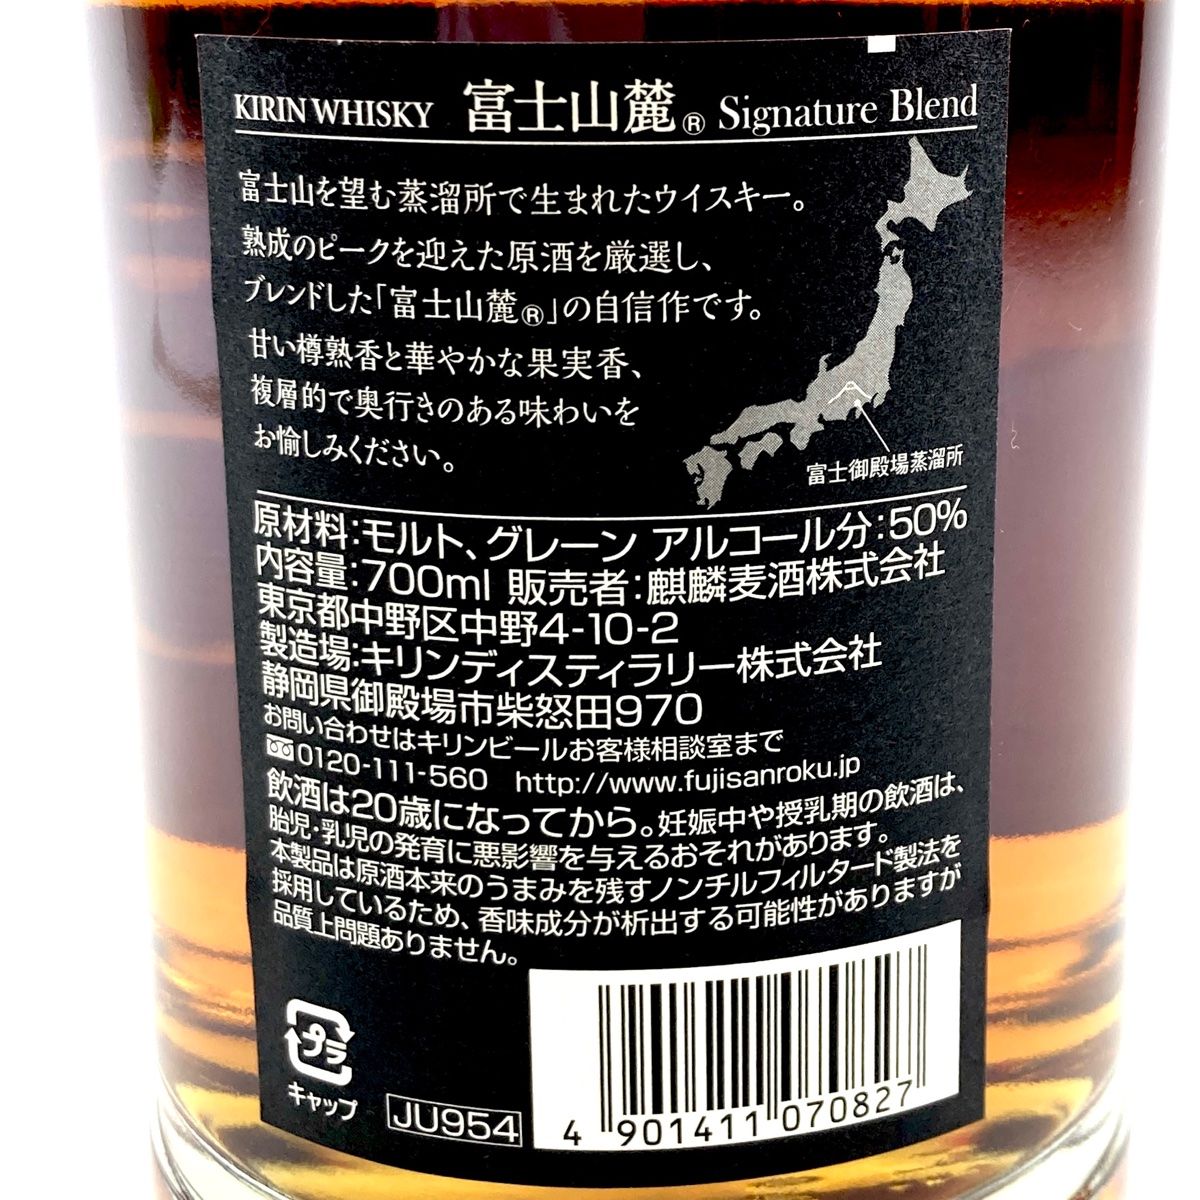 KIRIN WHISKY 富士山麓® Signature Blend
富士山を望む蒸溜所で生まれたウイスキー。
熟成のピークを迎えた原酒を厳選し、
ブレンドした「富士山麓®」の自信作です。
甘い樽熟香と華やかな果実香、
複層的で奥行きのある味わいを
お愉しみください。
富士御殿場蒸溜所
原材料:モルト、グレーン アルコール分:50%
内容量:700ml 販売者:麒麟麦酒株式会社
東京都中野区中野4-10-2
製造場:キリンディスティラリー株式会社
静岡県御殿場市柴怒田970
お問い合わせはキリンビールお客様相談室まで
0120-111-560 http://www.fujisanroku.jp
飲酒は20歳になってから。妊娠中や授乳期の飲酒は、
胎児・乳児の発育に悪影響を与えるおそれがあります。
本製品は原酒本来のうまみを残すノンチルフィルタード製法を
採用しているため、香味成分が析出する可能性がありますが
品質上問題ありません。
プラ
キャップ
JU954
4 901411 070827